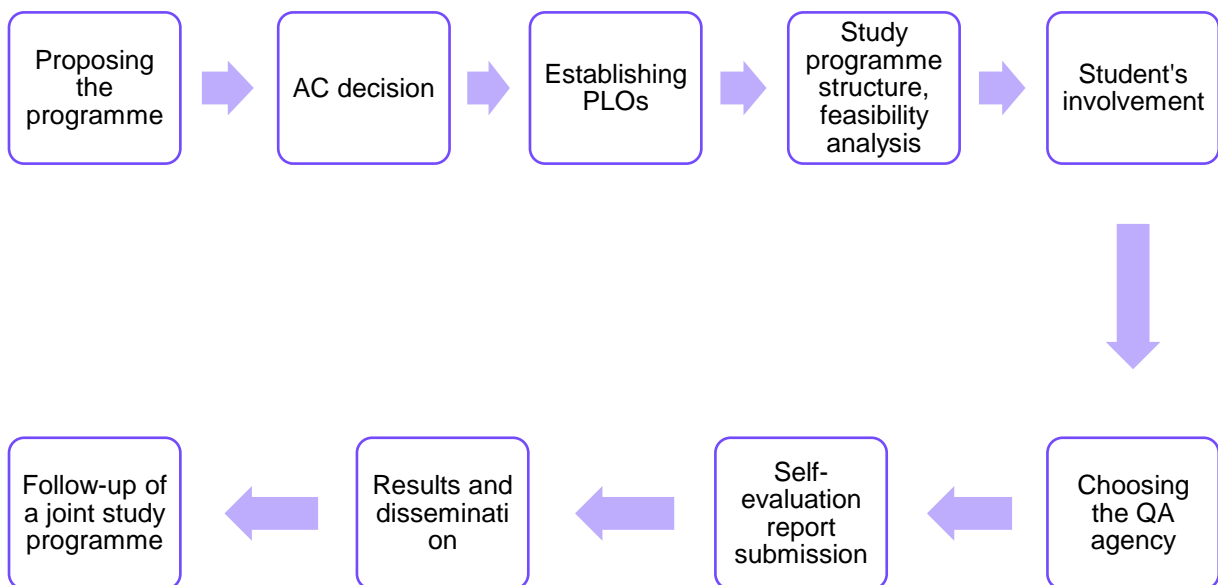 Proposing
the
programme
AC decision
Establishing
PLOs
Study
programme
structure,
feasibility
analysis
Student's
involvement
Choosing
the QA
agency
Self-
evaluation
report
submission
Results and
disseminati
on
Follow-up of
a joint study
programme